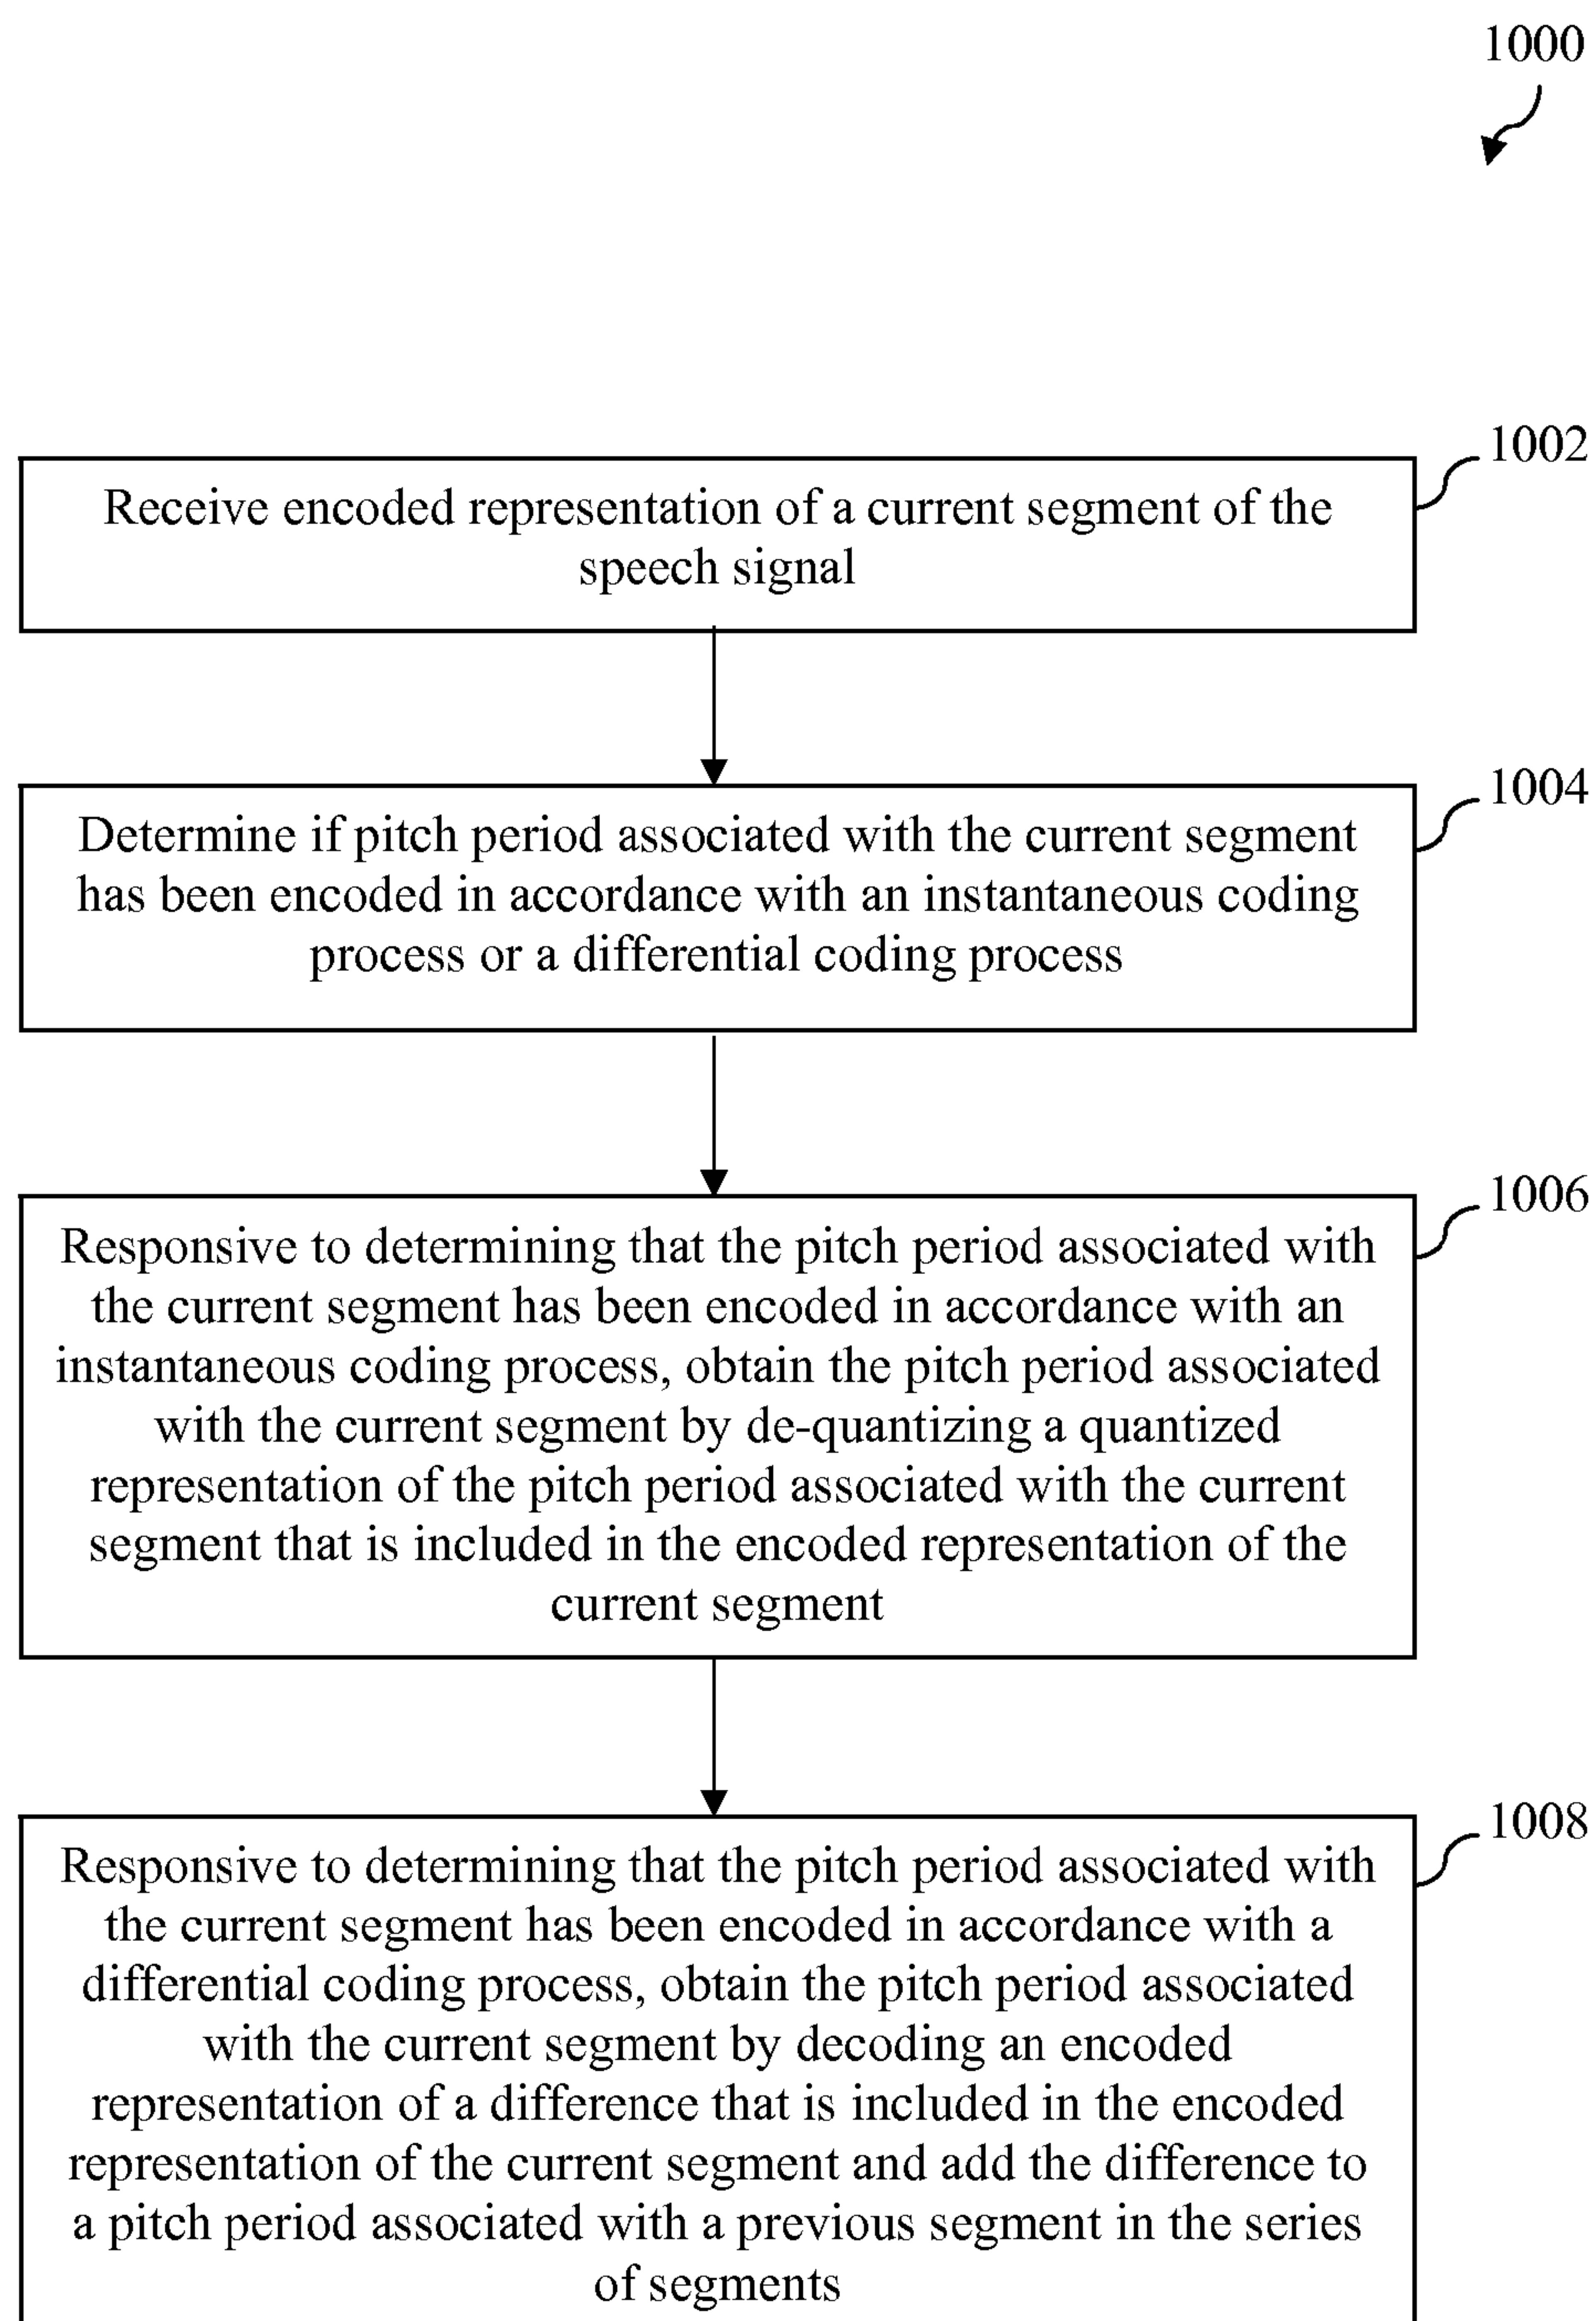 1000
1002
Receive encoded representation of a current segment of the
speech signal
1004
Determine if pitch period associated with the current segment
has been encoded in accordance with an instantaneous coding
process or a differential coding process
1006
Responsive to determining that the pitch period associated with
the current segment has been encoded in accordance with an
instantaneous coding process, obtain the pitch period associated
with the current segment by de-quantizing a quantized
representation of the pitch period associated with the current
segment that is included in the encoded representation of the
current segment
1008
Responsive to determining that the pitch period associated with
the current segment has been encoded in accordance with a
differential coding process, obtain the pitch period associated
with the current segment by decoding an encoded
representation of a difference that is included in the encoded
representation of the current segment and add the difference to
a pitch period associated with a previous segment in the series
of segments